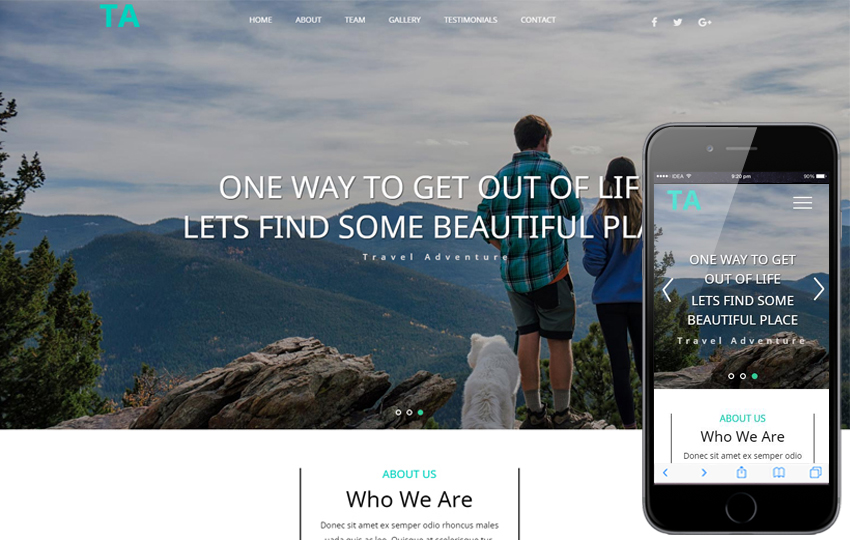 TA
HOME ABOUT TEAM GALLERY TESTIMONIALS CONTACT
ONE WAY TO GET OUT OF LIF
LETS FIND SOME BEAUTIFUL PLA
Travel Adventure
ABOUT US
Who We Are
Donec sit amet ex semper odio rhoncus males
IDEA 9:20 pm 90%
TA
ONE WAY TO GET
OUT OF LIFE
LETS FIND SOME
BEAUTIFUL PLACE
Travel Adventure
ABOUT US
Who We Are
Donec sit amet ex semper odio